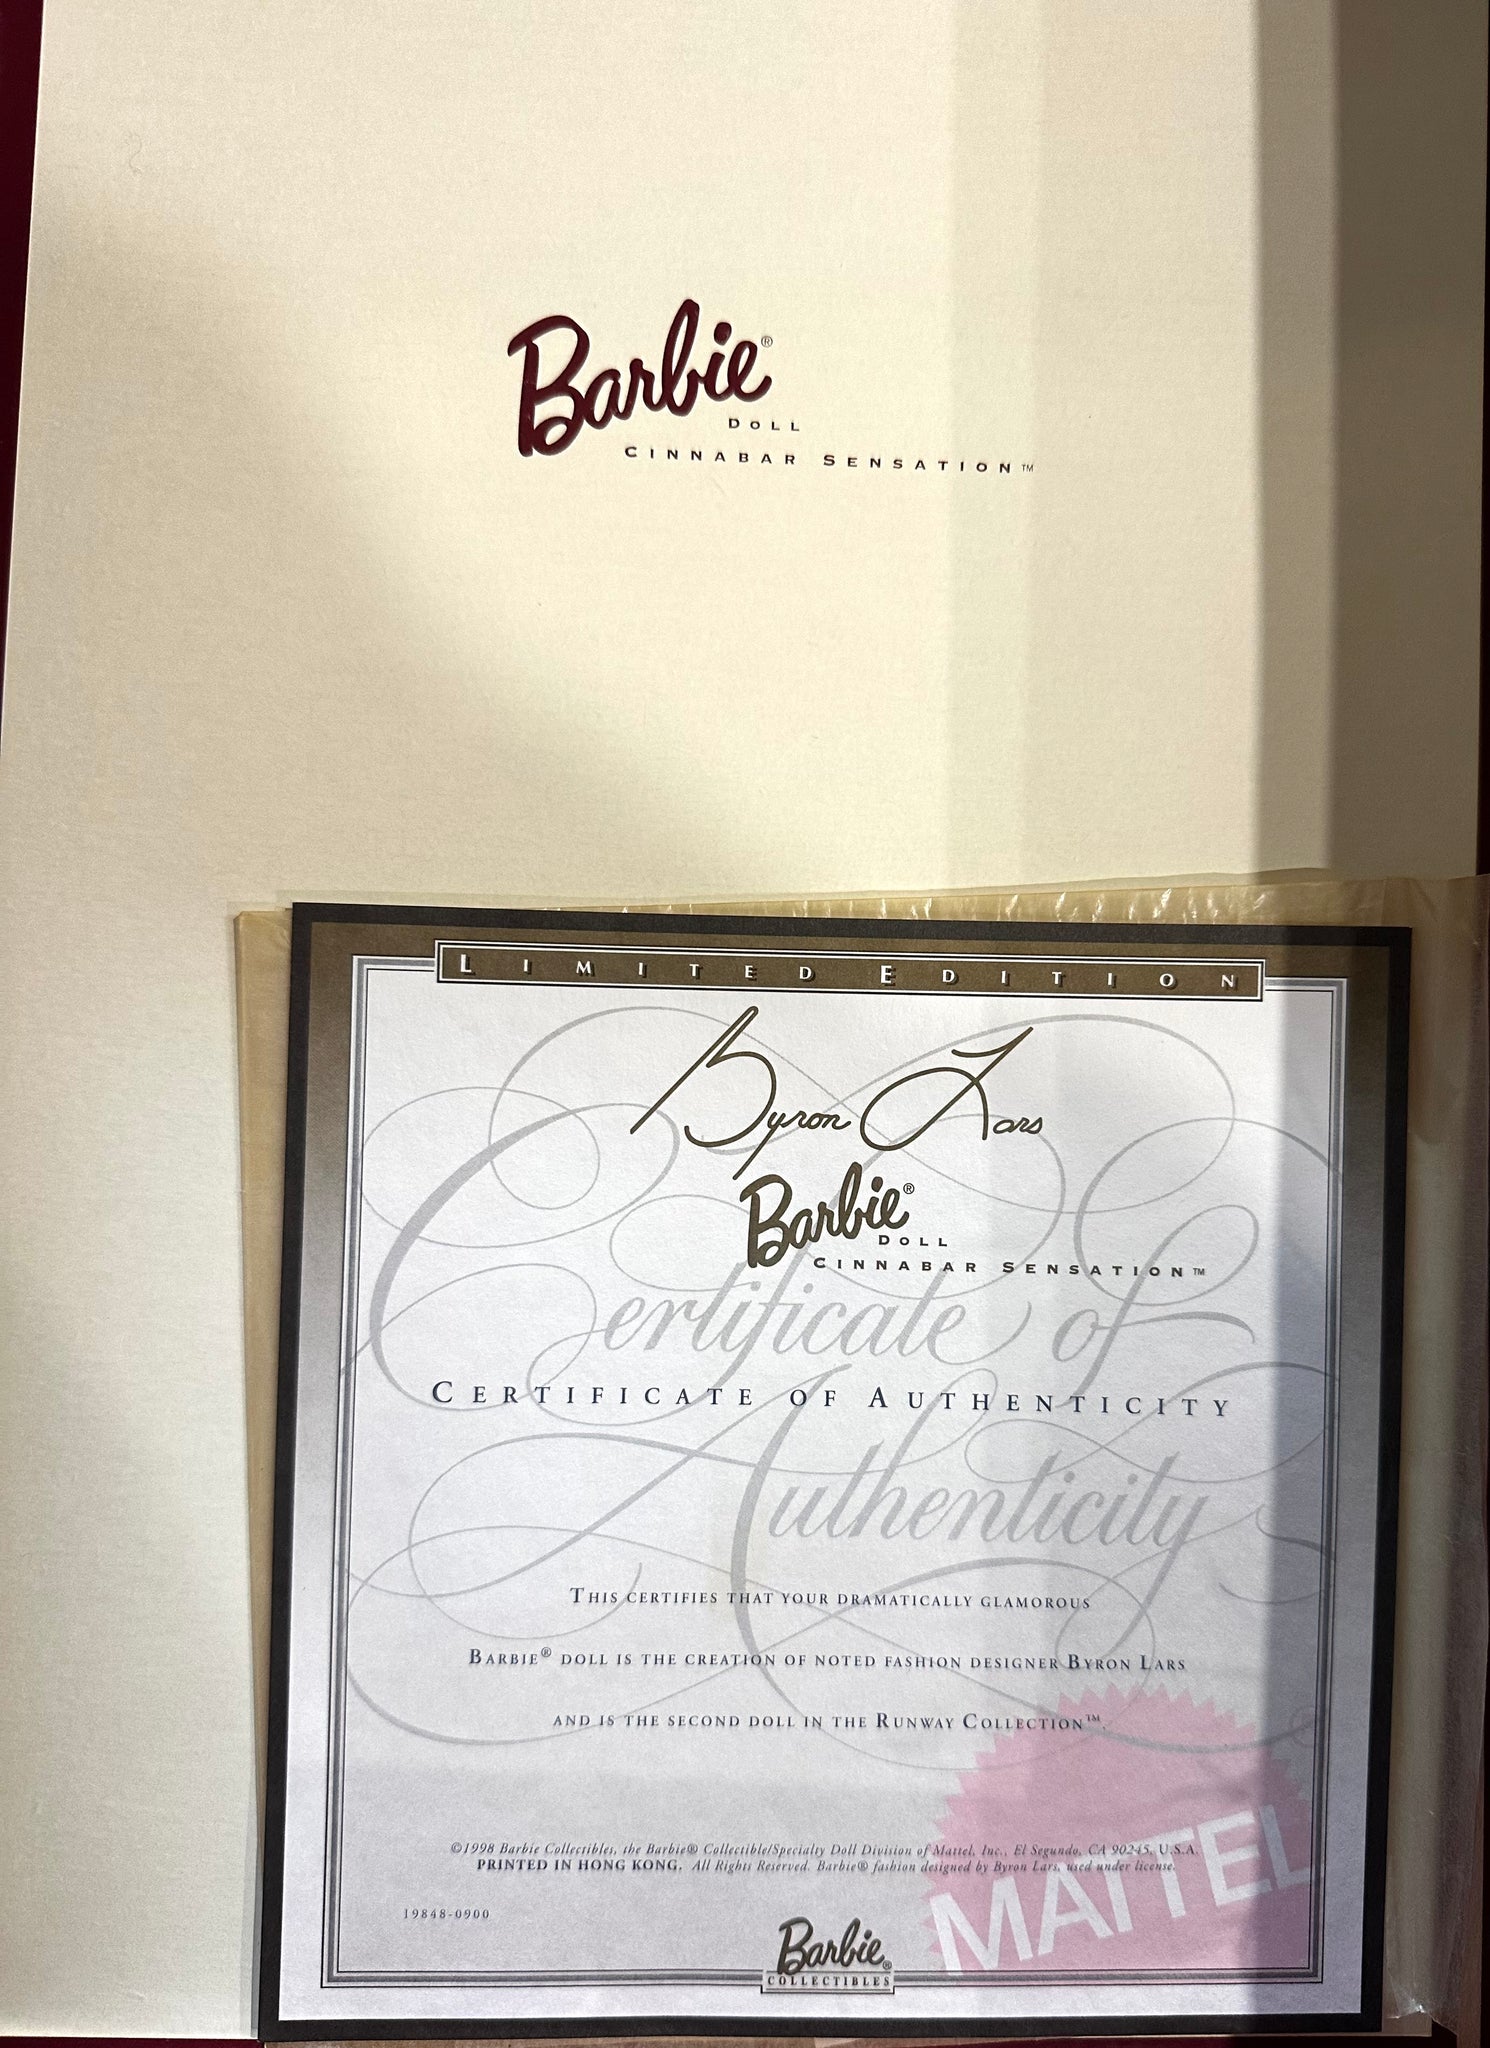 Barbie®
DOLL
CINNABAR SENSATION™
LIMITED EDITION
Byron Lars
Barbie®
DOLL
CINNABAR SENSATION™
Certificate of
CERTIFICATE OF AUTHENTICITY
Authenticity
THIS CERTIFIES THAT YOUR DRAMATICALLY GLAMOROUS
BARBIE® DOLL IS THE CREATION OF NOTED FASHION DESIGNER BYRON LARS
AND IS THE SECOND DOLL IN THE RUNWAY COLLECTION™.
©1998 Barbie Collectibles, the Barbie® Collectible/Specialty Doll Division of Mattel, Inc., El Segundo, CA 90245, U.S.A.
PRINTED IN HONG KONG. All Rights Reserved. Barbie® fashion designed by Byron Lars, used under license.
19848-0900
MATTEL
Barbie®
COLLECTIBLES